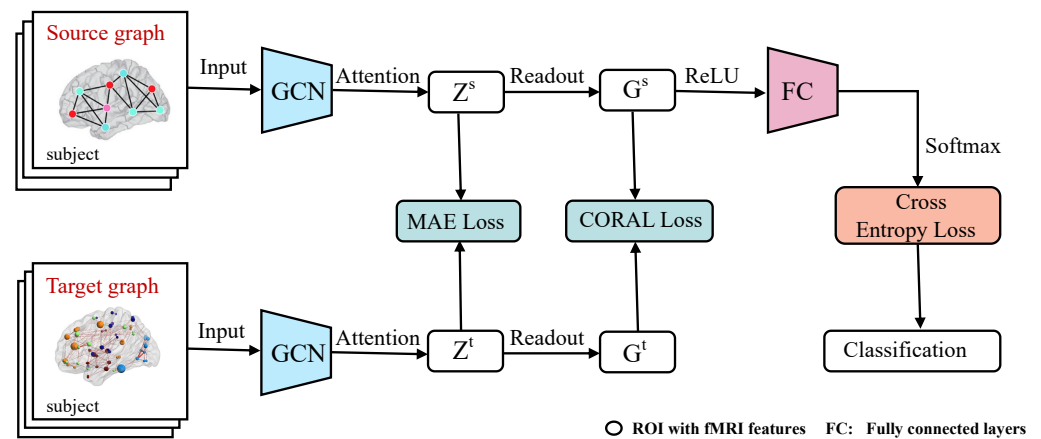 Source graph
subject
Input
GCN
Attention
Z^s
Readout
G^s
ReLU
FC
Softmax
MAE Loss
CORAL Loss
Cross
Entropy Loss
Target graph
subject
Input
GCN
Attention
Z^t
Readout
G^t
Classification
ROI with fMRI features FC: Fully connected layers